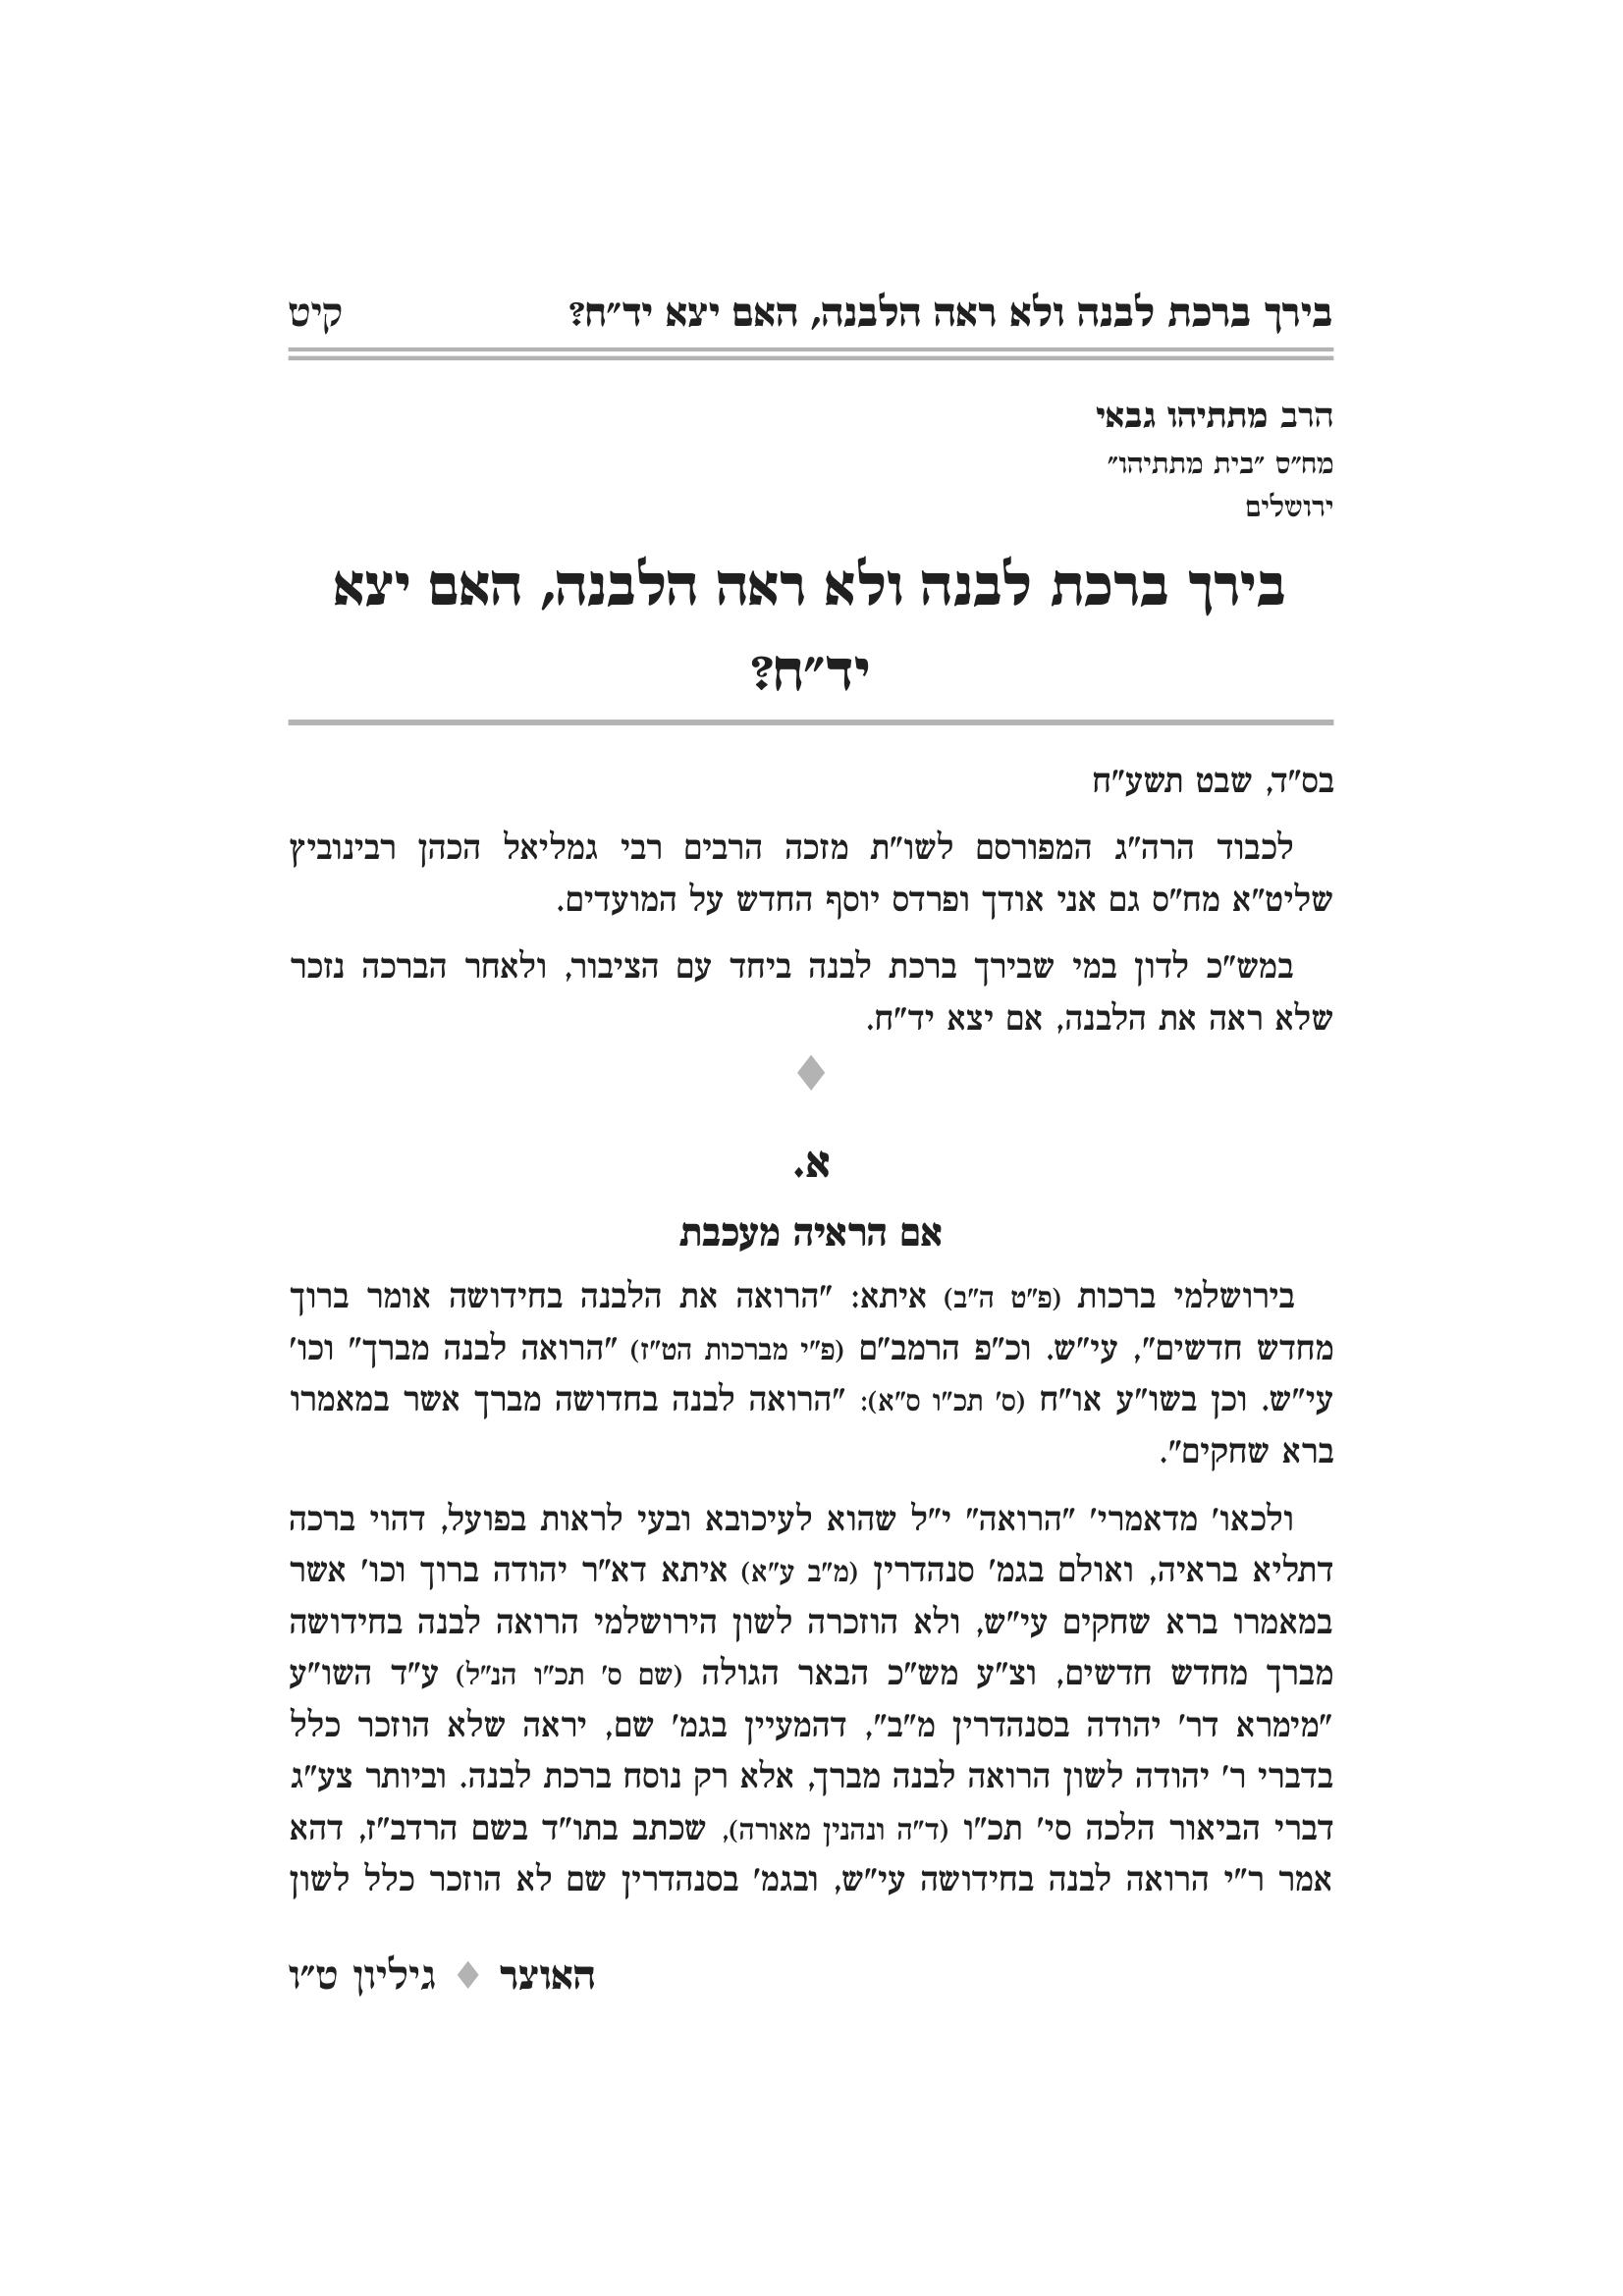 בירך ברכת לבנה ולא ראה הלבנה, האם יצא יד״ח? קיט
הרב מתתיהו גבאי
מח״ס ״בית מתתיהו״
ירושלים
בירך ברכת לבנה ולא ראה הלבנה, האם יצא
יד״ח?
בס״ד, שבט תשע״ח
לכבוד הרה״ג המפורסם לשו״ת מזכה הרבים רבי גמליאל הכהן רבינוביץ
שליט״א מח״ס גם אני אודך ופרדס יוסף החדש על המועדים.
במש״כ לדון במי שבירך ברכת לבנה ביחד עם הציבור, ולאחר הברכה נזכר
שלא ראה את הלבנה, אם יצא יד״ח.
א.
אם הראיה מעכבת
בירושלמי ברכות (פ״ט ה״ב) איתא: ״הרואה את הלבנה בחידושה אומר ברוך
מחדש חדשים״, עי״ש. וכ״פ הרמב״ם (פ״י מברכות הט״ז) ״הרואה לבנה מברך״ וכו׳
עי״ש. וכן בשו״ע או״ח (ס׳ תכ״ו ס״א): ״הרואה לבנה בחדושה מברך אשר במאמרו
ברא שחקים״.
ולכאו׳ מדאמרי׳ ״הרואה״ י״ל שהוא לעיכובא ובעי לראות בפועל, דהוי ברכה
דתליא בראיה, ואולם בגמ׳ סנהדרין (מ״ב ע״א) איתא דא״ר יהודה ברוך וכו׳ אשר
במאמרו ברא שחקים עי״ש, ולא הוזכרה לשון הירושלמי הרואה לבנה בחידושה
מברך מחדש חדשים, וצ״ע מש״כ הבאר הגולה (שם ס׳ תכ״ו הנ״ל) ע״ד השו״ע
״מימרא דר׳ יהודה בסנהדרין מ״ב״, דהמעיין בגמ׳ שם, יראה שלא הוזכר כלל
בדברי ר׳ יהודה לשון הרואה לבנה מברך, אלא רק נוסח ברכת לבנה. וביותר צע״ג
דברי הביאור הלכה סי׳ תכ״ו (ד״ה ונהנין מאורה), שכתב בתו״ד בשם הרדב״ז, דהא
אמר ר״י הרואה לבנה בחידושה עי״ש, ובגמ׳ בסנהדרין שם לא הוזכר כלל לשון
האוצר ♦ גיליון ט״ו